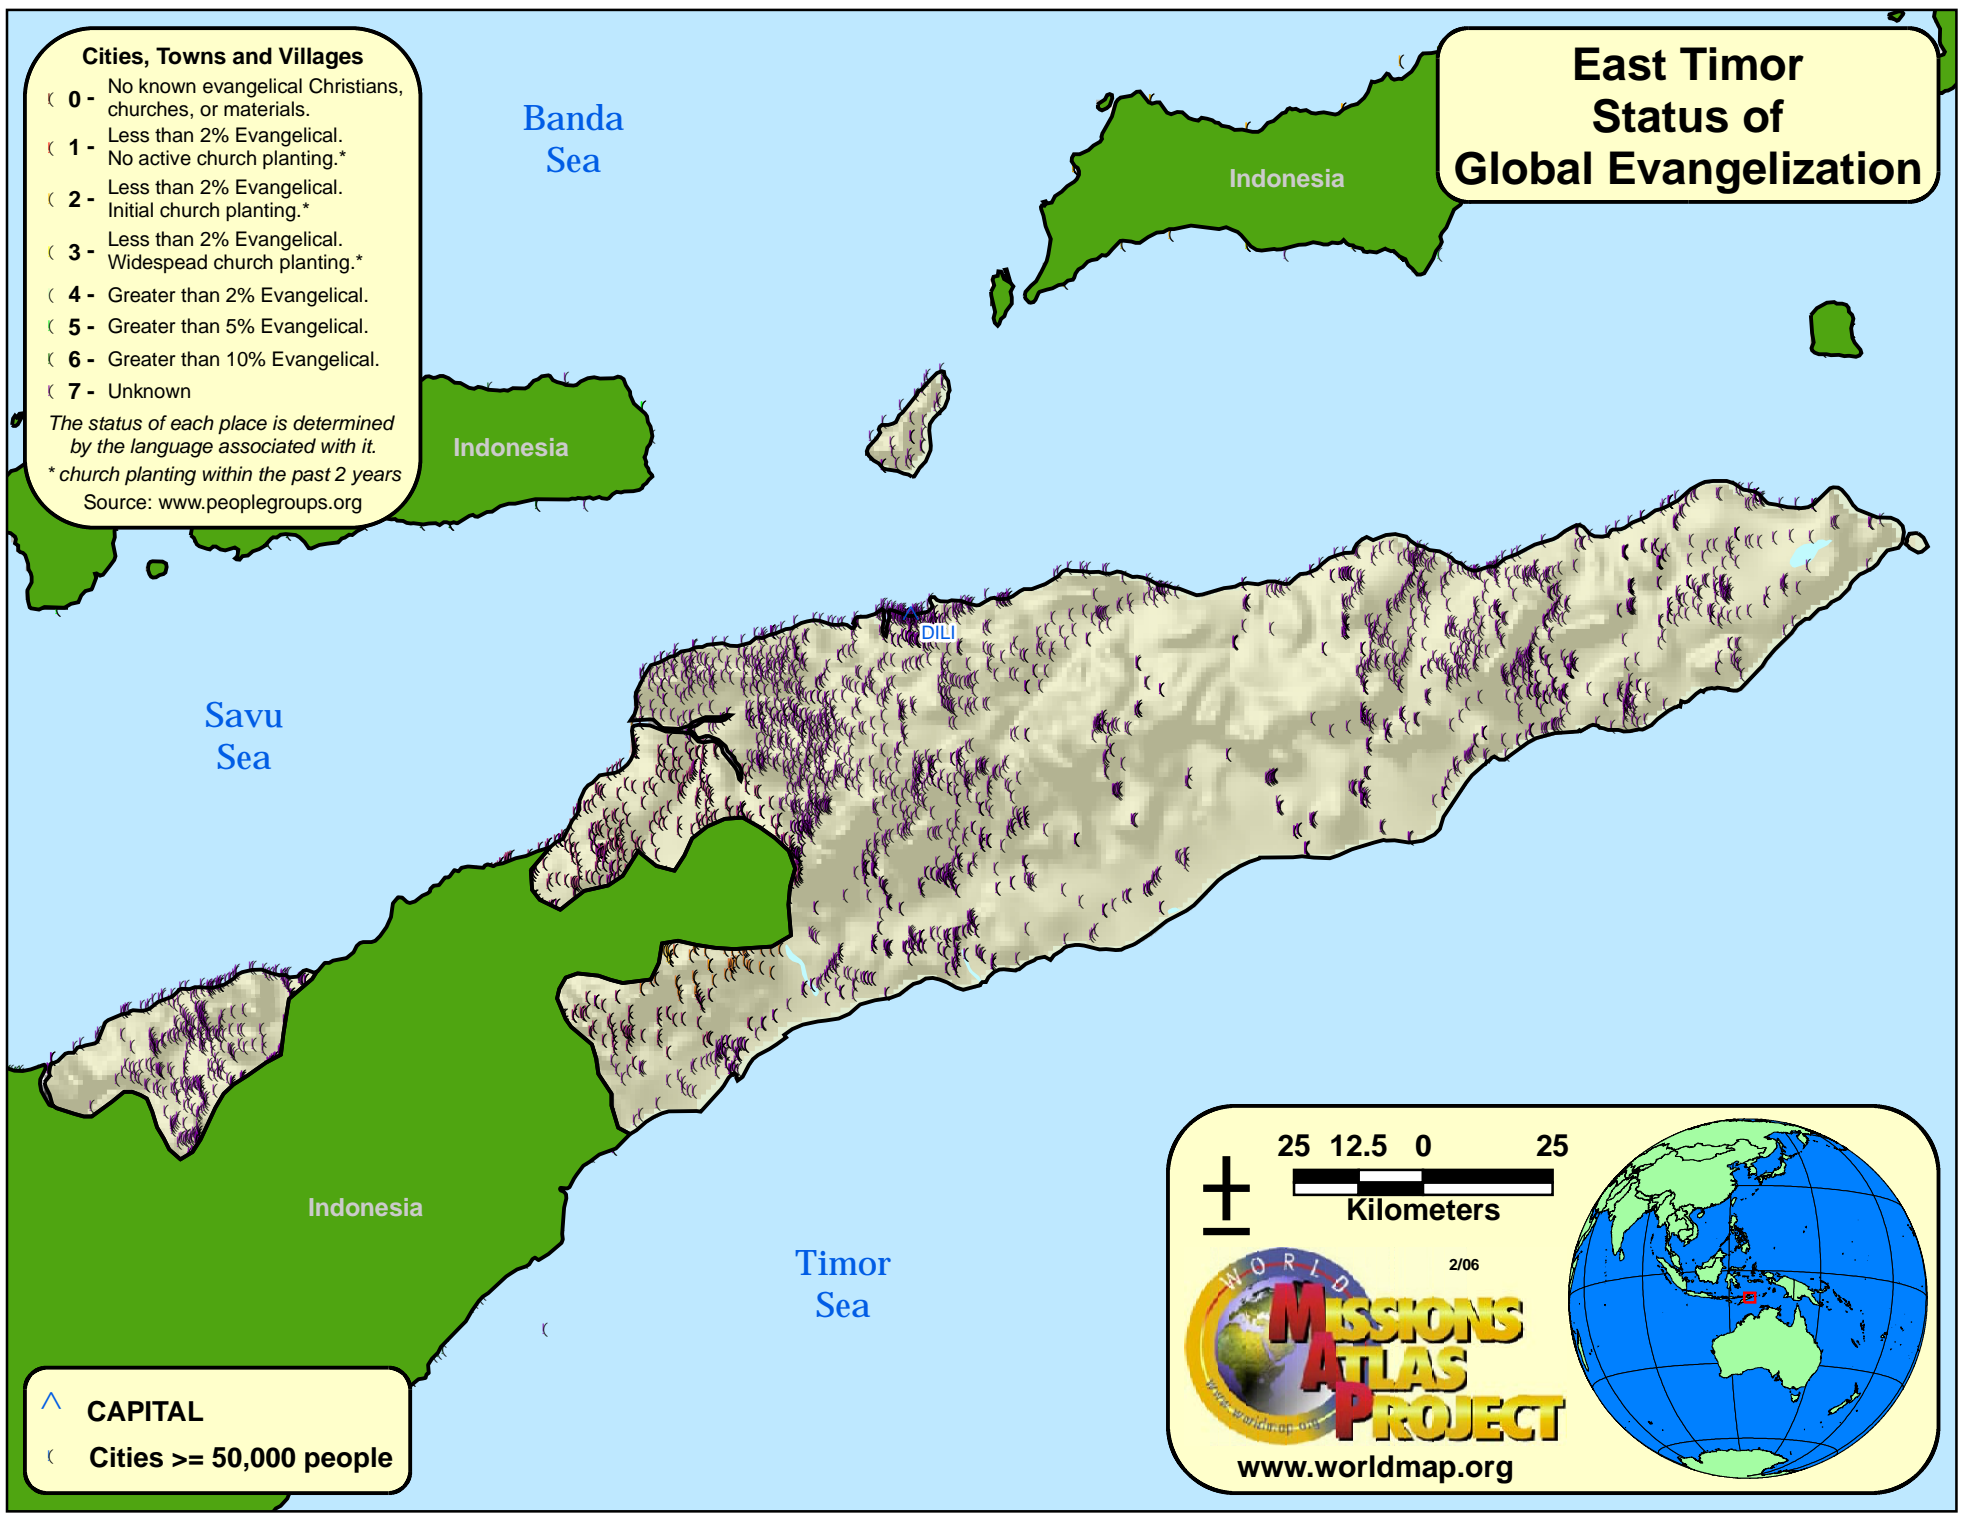 Cities, Towns and Villages
0 - No known evangelical Christians,
churches, or materials.
1 - Less than 2% Evangelical.
No active church planting.*
2 - Less than 2% Evangelical.
Initial church planting.*
3 - Less than 2% Evangelical.
Widespead church planting.*
4 - Greater than 2% Evangelical.
5 - Greater than 5% Evangelical.
6 - Greater than 10% Evangelical.
7 - Unknown
The status of each place is determined
by the language associated with it.
* church planting within the past 2 years
Source: www.peoplegroups.org
East Timor
Status of
Global Evangelization
Banda
Sea
Indonesia
Indonesia
DILI
Savu
Sea
Indonesia
Timor
Sea
CAPITAL
Cities >= 50,000 people
25 12.5 0 25
Kilometers
2/06
WORLD
MISSIONS
ATLAS
PROJECT
www.worldmap.org
www.worldmap.org